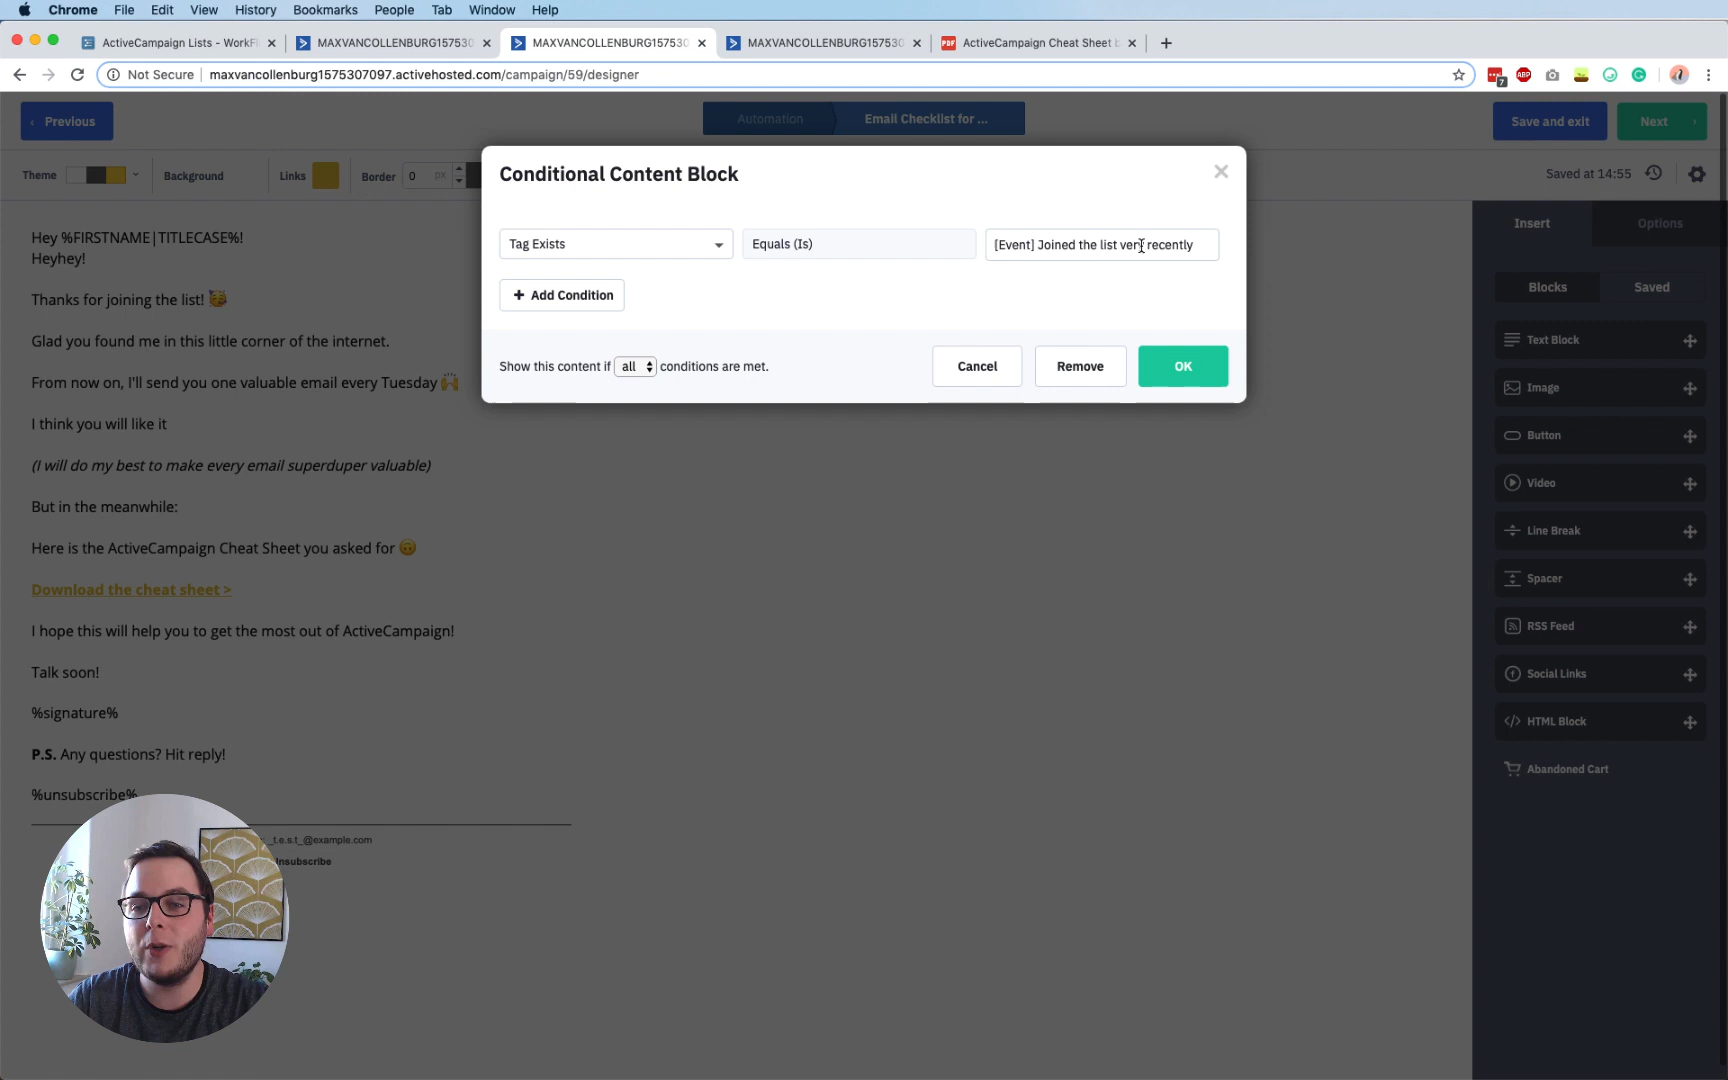 Chrome File Edit View History Bookmarks People Tab Window Help
ActiveCampaign Lists - WorkFl
MAXVANCOLLENBURG157530
MAXVANCOLLENBURG157530
MAXVANCOLLENBURG157530
PDF ActiveCampaign Cheat Sheet b
Not Secure maxvancollenburg1575307097.activehosted.com/campaign/59/designer
7 ABP
Previous Automation Email Checklist for ... Save and exit Next
Theme Background Links Border 0 px Saved at 14:55
Conditional Content Block
Tag Exists Equals (Is) [Event] Joined the list very recently
+ Add Condition
Show this content if all conditions are met. Cancel Remove OK
Hey %FIRSTNAME|TITLECASE%!
Heyhey!
Thanks for joining the list! 🥳
Glad you found me in this little corner of the internet.
From now on, I'll send you one valuable email every Tuesday 🙌
I think you will like it
(I will do my best to make every email superduper valuable)
But in the meanwhile:
Here is the ActiveCampaign Cheat Sheet you asked for 🙃
Download the cheat sheet >
I hope this will help you to get the most out of ActiveCampaign!
Talk soon!
%signature%
P.S. Any questions? Hit reply!
%unsubscribe%
_t.e.s.t_@example.com
Insert Options
Blocks Saved
Text Block
Image
Button
Video
Line Break
Spacer
RSS Feed
Social Links
HTML Block
Abandoned Cart